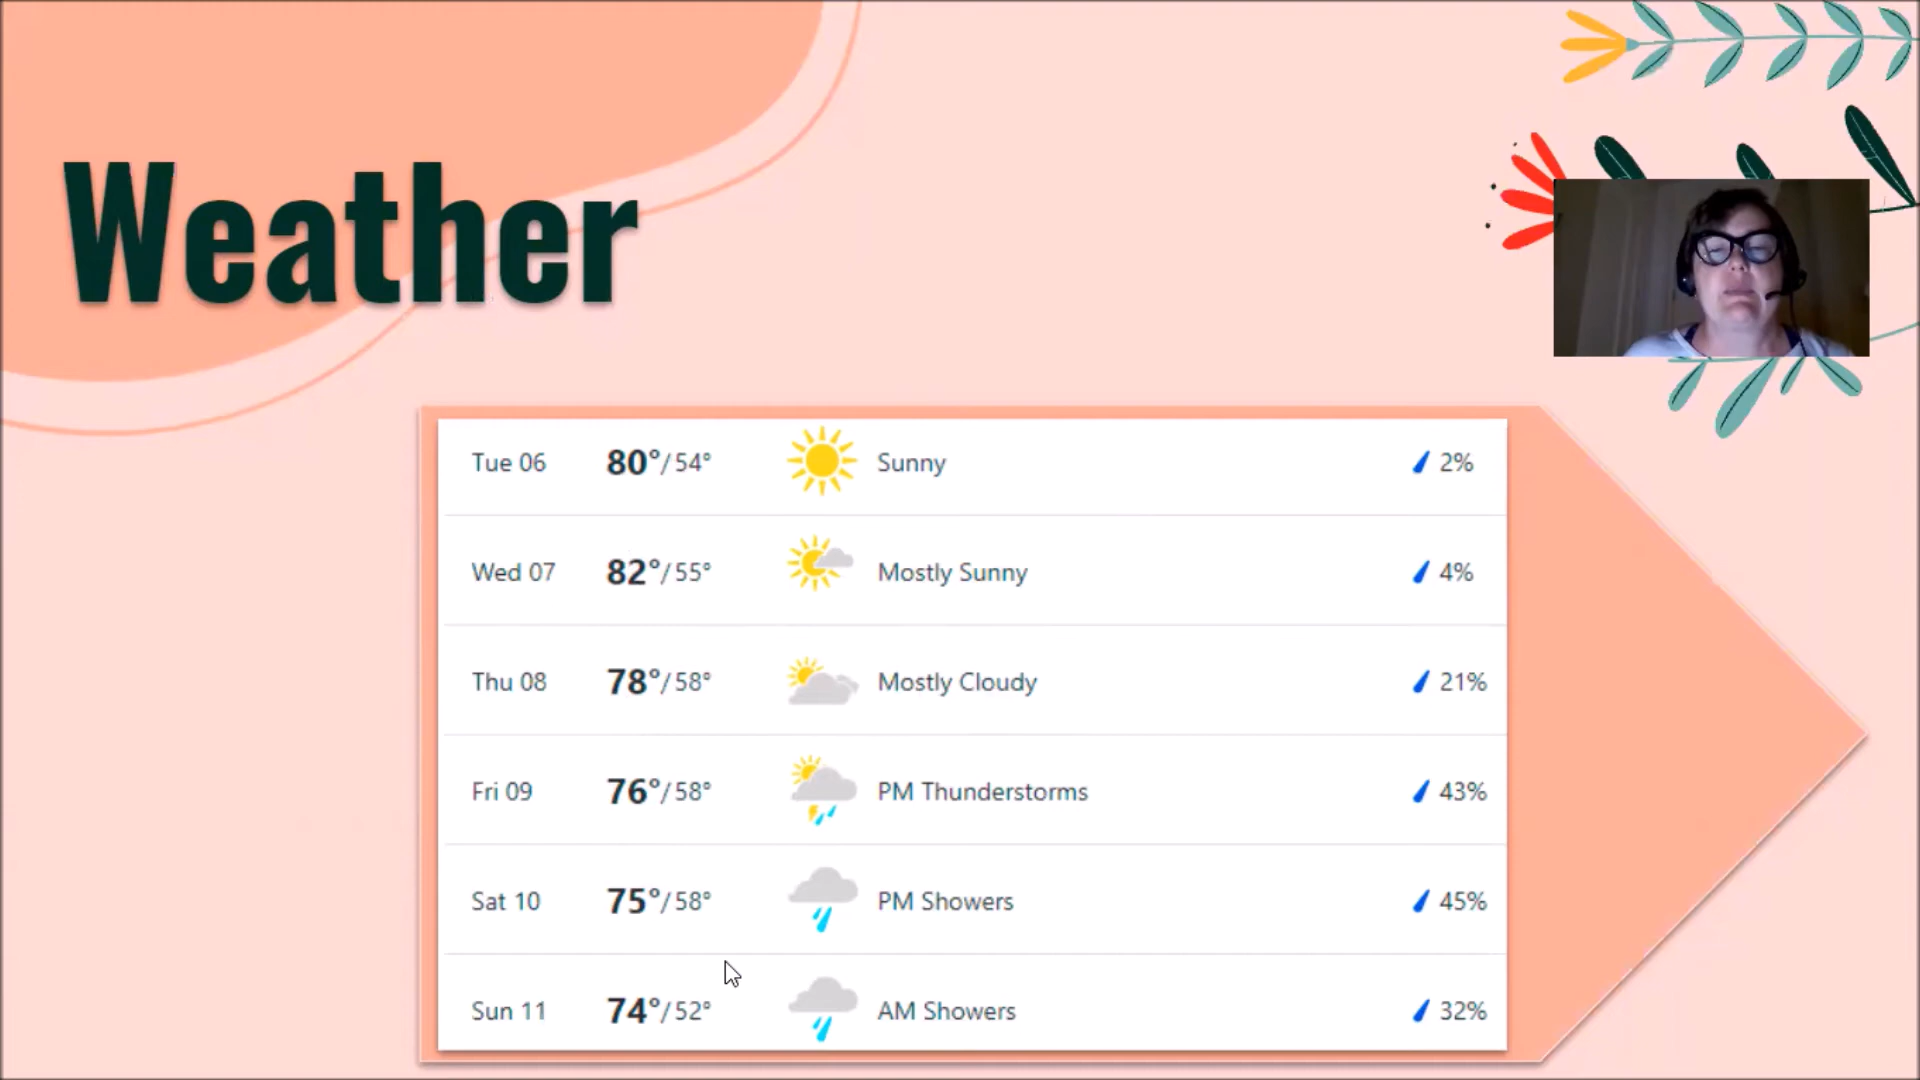 Weather
Tue 06 80°/54° Sunny 2%
Wed 07 82°/55° Mostly Sunny 4%
Thu 08 78°/58° Mostly Cloudy 21%
Fri 09 76°/58° PM Thunderstorms 43%
Sat 10 75°/58° PM Showers 45%
Sun 11 74°/52° AM Showers 32%